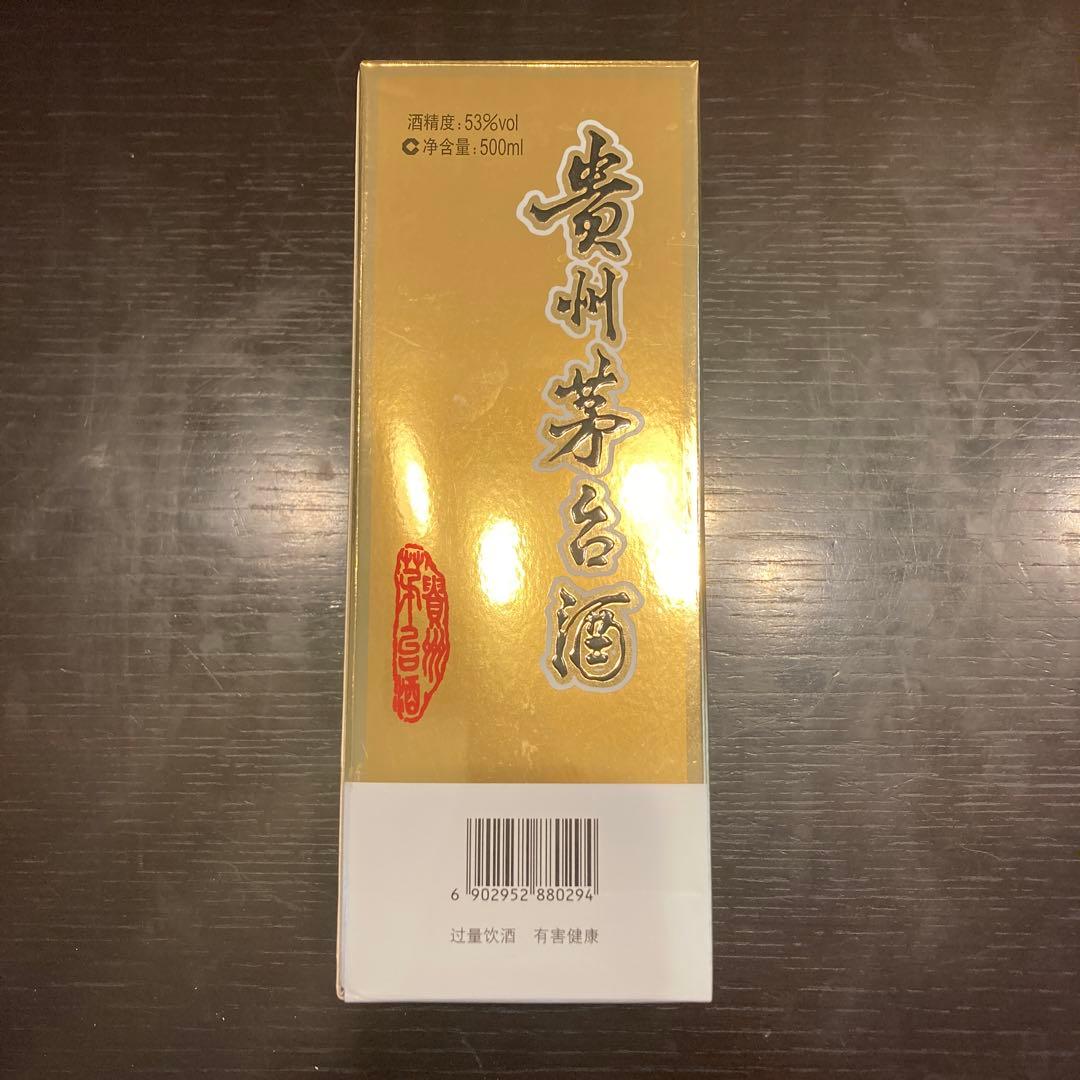 酒精度:53%vol
净含量:500ml
贵州茅台酒
貴州
茅台酒
6 902952 880294
过量饮酒 有害健康